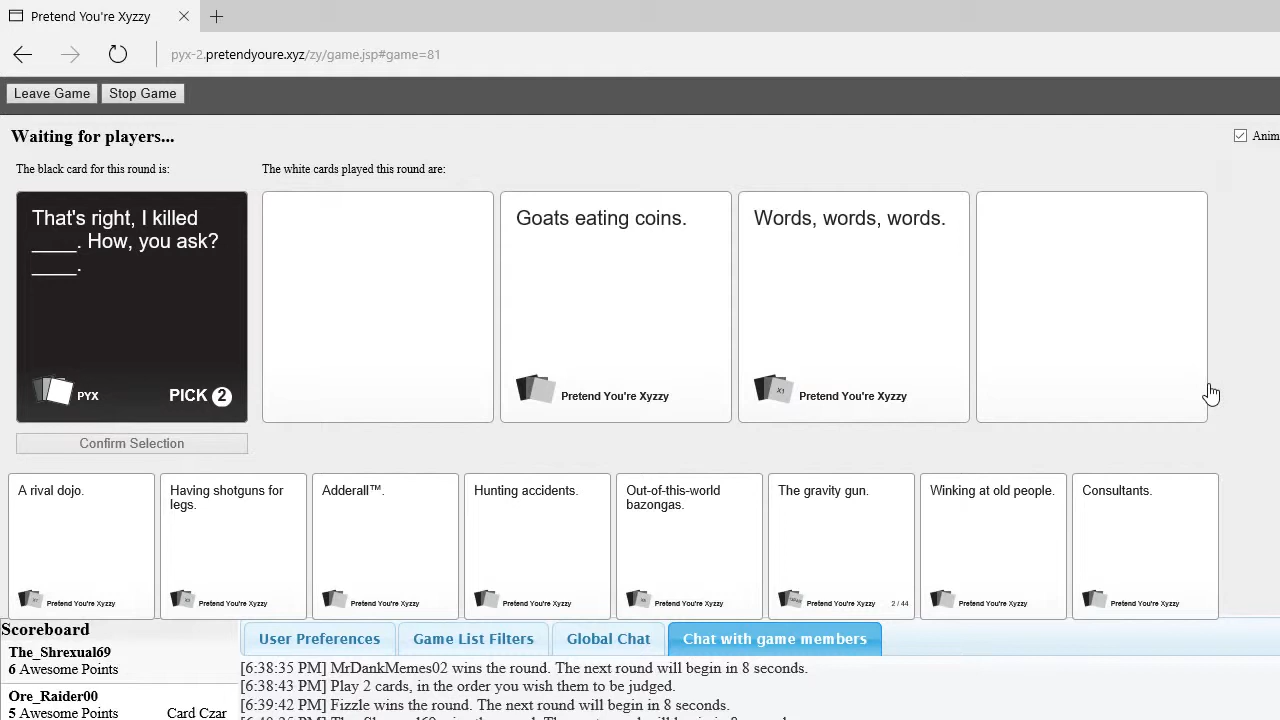 Pretend You're Xyzzy
pyx-2.pretendyoure.xyz/zy/game.jsp#game=81
Leave Game Stop Game
Waiting for players...
Anim
The black card for this round is:
The white cards played this round are:
That's right, I killed
____. How, you ask?
____.
PYX PICK 2
Goats eating coins.
Pretend You're Xyzzy
Words, words, words.
X1 Pretend You're Xyzzy
Confirm Selection
A rival dojo.
Pretend You're Xyzzy
Having shotguns for
legs.
Pretend You're Xyzzy
Adderall™.
Pretend You're Xyzzy
Hunting accidents.
Pretend You're Xyzzy
Out-of-this-world
bazongas.
Pretend You're Xyzzy
The gravity gun.
Pretend You're Xyzzy 2 / 44
Winking at old people.
Pretend You're Xyzzy
Consultants.
Pretend You're Xyzzy
Scoreboard
The_Shrexual69
6 Awesome Points
Ore_Raider00
5 Awesome Points Card Czar
User Preferences Game List Filters Global Chat Chat with game members
[6:38:35 PM] MrDankMemes02 wins the round. The next round will begin in 8 seconds.
[6:38:43 PM] Play 2 cards, in the order you wish them to be judged.
[6:39:42 PM] Fizzle wins the round. The next round will begin in 8 seconds.